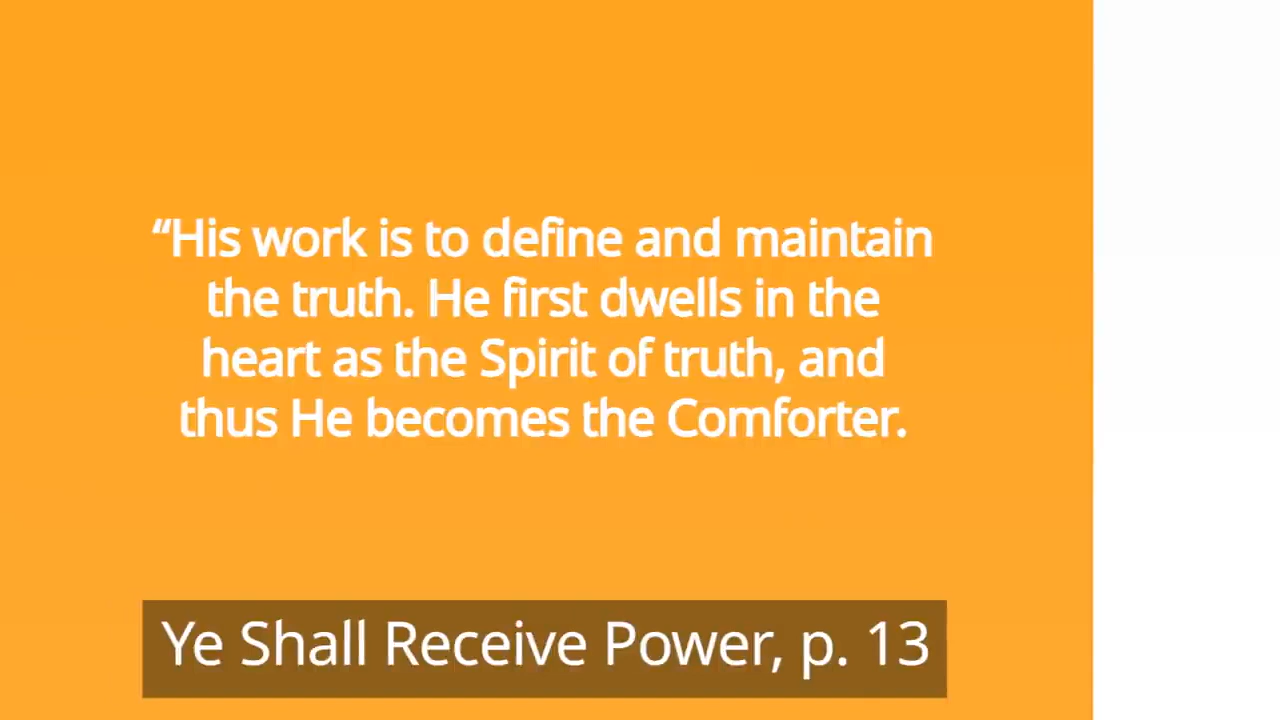 “His work is to define and maintain
the truth. He first dwells in the
heart as the Spirit of truth, and
thus He becomes the Comforter.
Ye Shall Receive Power, p. 13